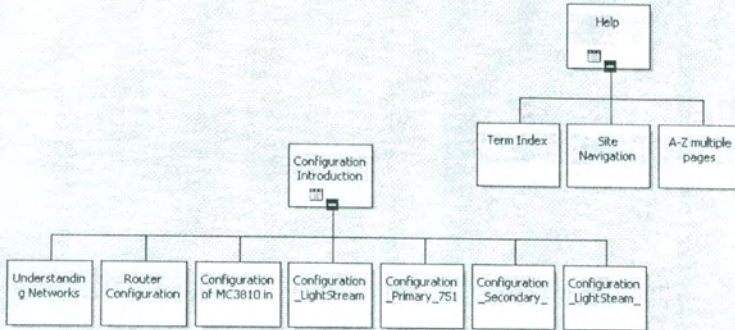 Help
Term Index
Site
Navigation
A-Z multiple
pages
Configuration
Introduction
Understandin
g Networks
Router
Configuration
Configuration
of MC3810 in
Configuration
_LightStream
Configuration
_Primary_751
Configuration
_Secondary_
Configuration
_LightSteam_